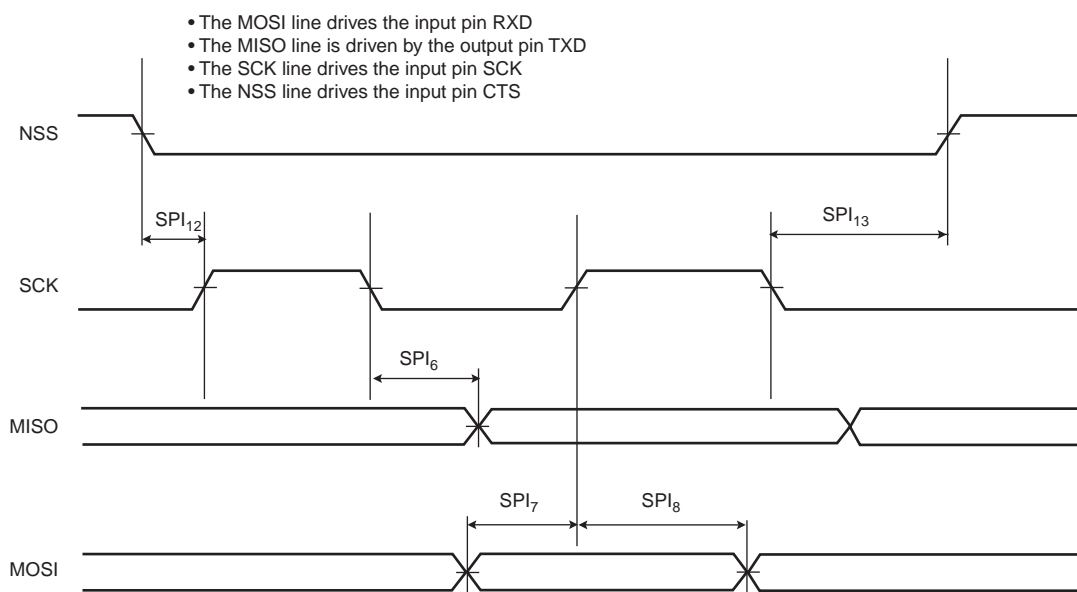 • The MOSI line drives the input pin RXD
• The MISO line is driven by the output pin TXD
• The SCK line drives the input pin SCK
• The NSS line drives the input pin CTS
NSS
SPI12
SPI13
SCK
SPI6
MISO
SPI7
SPI8
MOSI